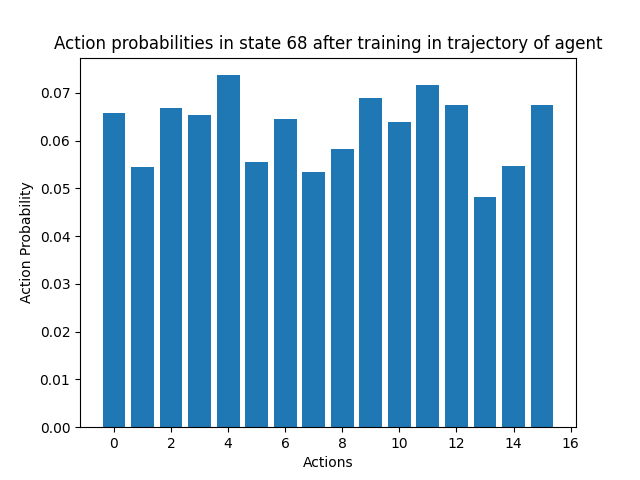 Action probabilities in state 68 after training in trajectory of agent
Action Probability
0.07
0.06
0.05
0.04
0.03
0.02
0.01
0.00
0 2 4 6 8 10 12 14 16
Actions